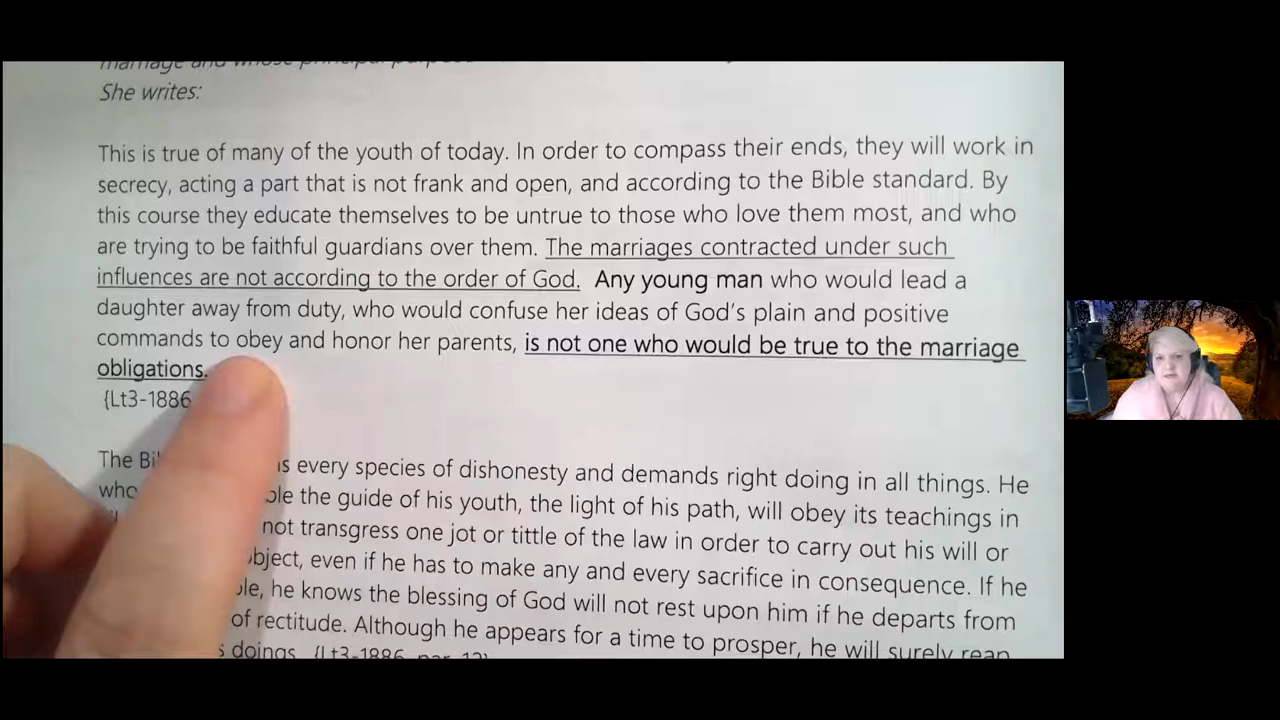 She writes:
This is true of many of the youth of today. In order to compass their ends, they will work in
secrecy, acting a part that is not frank and open, and according to the Bible standard. By
this course they educate themselves to be untrue to those who love them most, and who
are trying to be faithful guardians over them. The marriages contracted under such
influences are not according to the order of God. Any young man who would lead a
daughter away from duty, who would confuse her ideas of God's plain and positive
commands to obey and honor her parents, is not one who would be true to the marriage
obligations.
{Lt3-1886
The
every species of dishonesty and demands right doing in all things. He
the guide of his youth, the light of his path, will obey its teachings in
not transgress one jot or tittle of the law in order to carry out his will or
even if he has to make any and every sacrifice in consequence. If he
he knows the blessing of God will not rest upon him if he departs from
of rectitude. Although he appears for a time to prosper, he will surely reap
doings. {Lt3-1886,